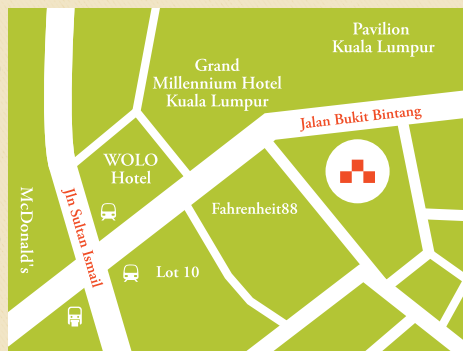 Pavilion
Kuala Lumpur
Grand
Millennium Hotel
Kuala Lumpur
Jalan Bukit Bintang
WOLO
Hotel
McDonald's
Jln Sultan Ismail
Fahrenheit88
Lot 10